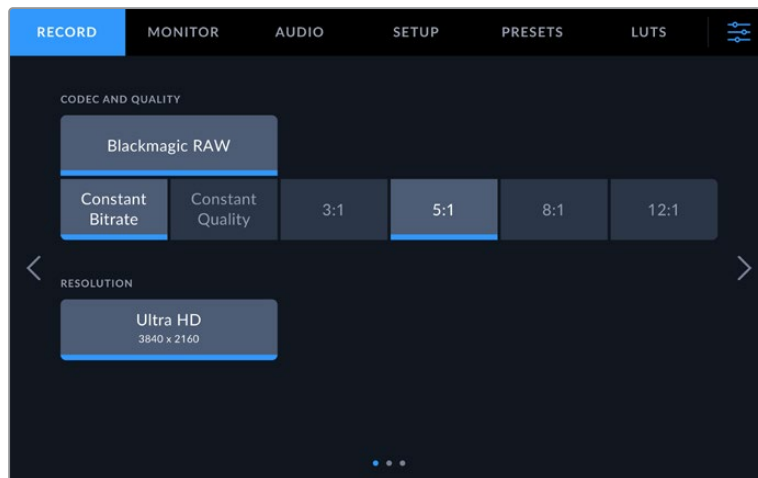 RECORD MONITOR AUDIO SETUP PRESETS LUTS
CODEC AND QUALITY
Blackmagic RAW
Constant Bitrate Constant Quality 3:1 5:1 8:1 12:1
RESOLUTION
Ultra HD
3840 x 2160